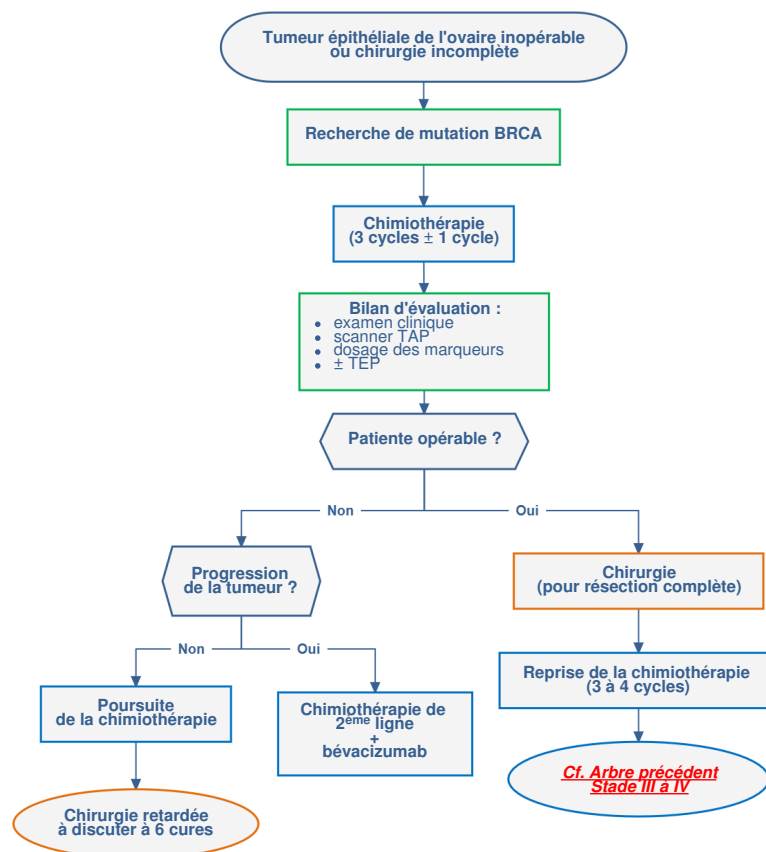 Tumeur épithéliale de l'ovaire inopérable
ou chirurgie incomplète
Recherche de mutation BRCA
Chimiothérapie
(3 cycles ± 1 cycle)
Bilan d'évaluation :
• examen clinique
• scanner TAP
• dosage des marqueurs
• ± TEP
Patiente opérable ?
Non
Oui
Progression
de la tumeur ?
Chirurgie
(pour résection complète)
Non
Oui
Reprise de la chimiothérapie
(3 à 4 cycles)
Poursuite
de la chimiothérapie
Chimiothérapie de
2ème ligne
+
bévacizumab
Cf. Arbre précédent
Stade III à IV
Chirurgie retardée
à discuter à 6 cures